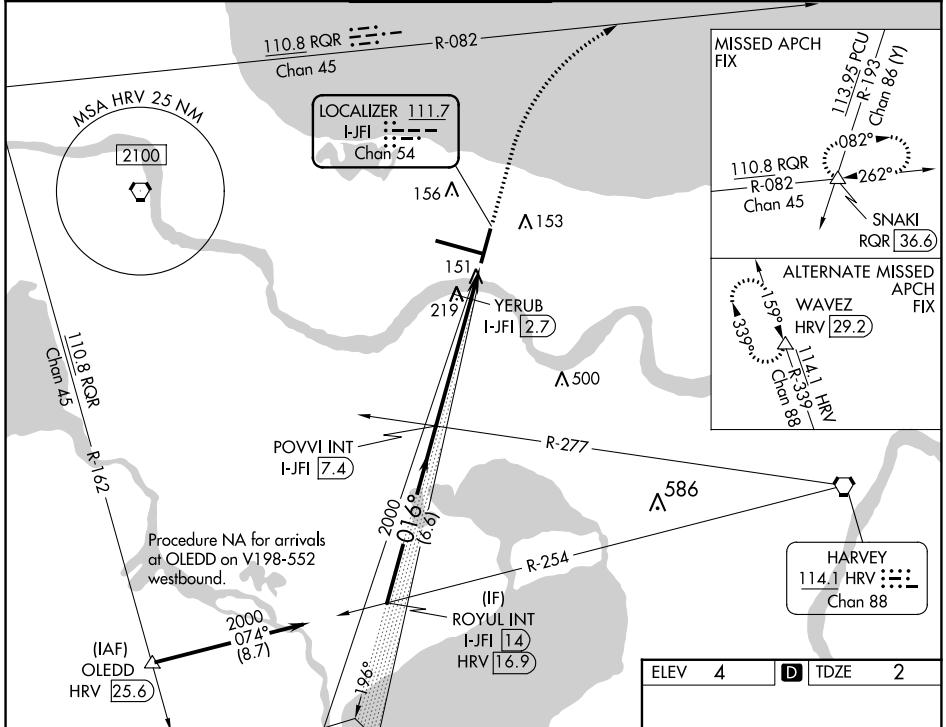 110.8 RQR
Chan 45
R-082
MSA HRV 25 NM
2100
LOCALIZER 111.7
I-JFI
Chan 54
156
153
151
219
YERUB
I-JFI 2.7
500
POVVI INT
I-JFI 7.4
R-277
586
2000
016°
(6.6)
R-254
110.8 RQR
Chan 45
R-162
Procedure NA for arrivals
at OLEDD on V198-552
westbound.
2000
074°
(8.7)
(IAF)
OLEDD
HRV 25.6
(IF)
ROYUL INT
I-JFI 14
HRV 16.9
196°
HARVEY
114.1 HRV
Chan 88
MISSED APCH
FIX
113.95 PCU
R-193
Chan 86 (Y)
082°
262°
110.8 RQR
R-082
Chan 45
SNAKI
RQR 36.6
ALTERNATE MISSED
APCH
FIX
WAVEZ
HRV 29.2
159°
339°
114.1 HRV
R-339
Chan 88
ELEV 4 D TDZE 2